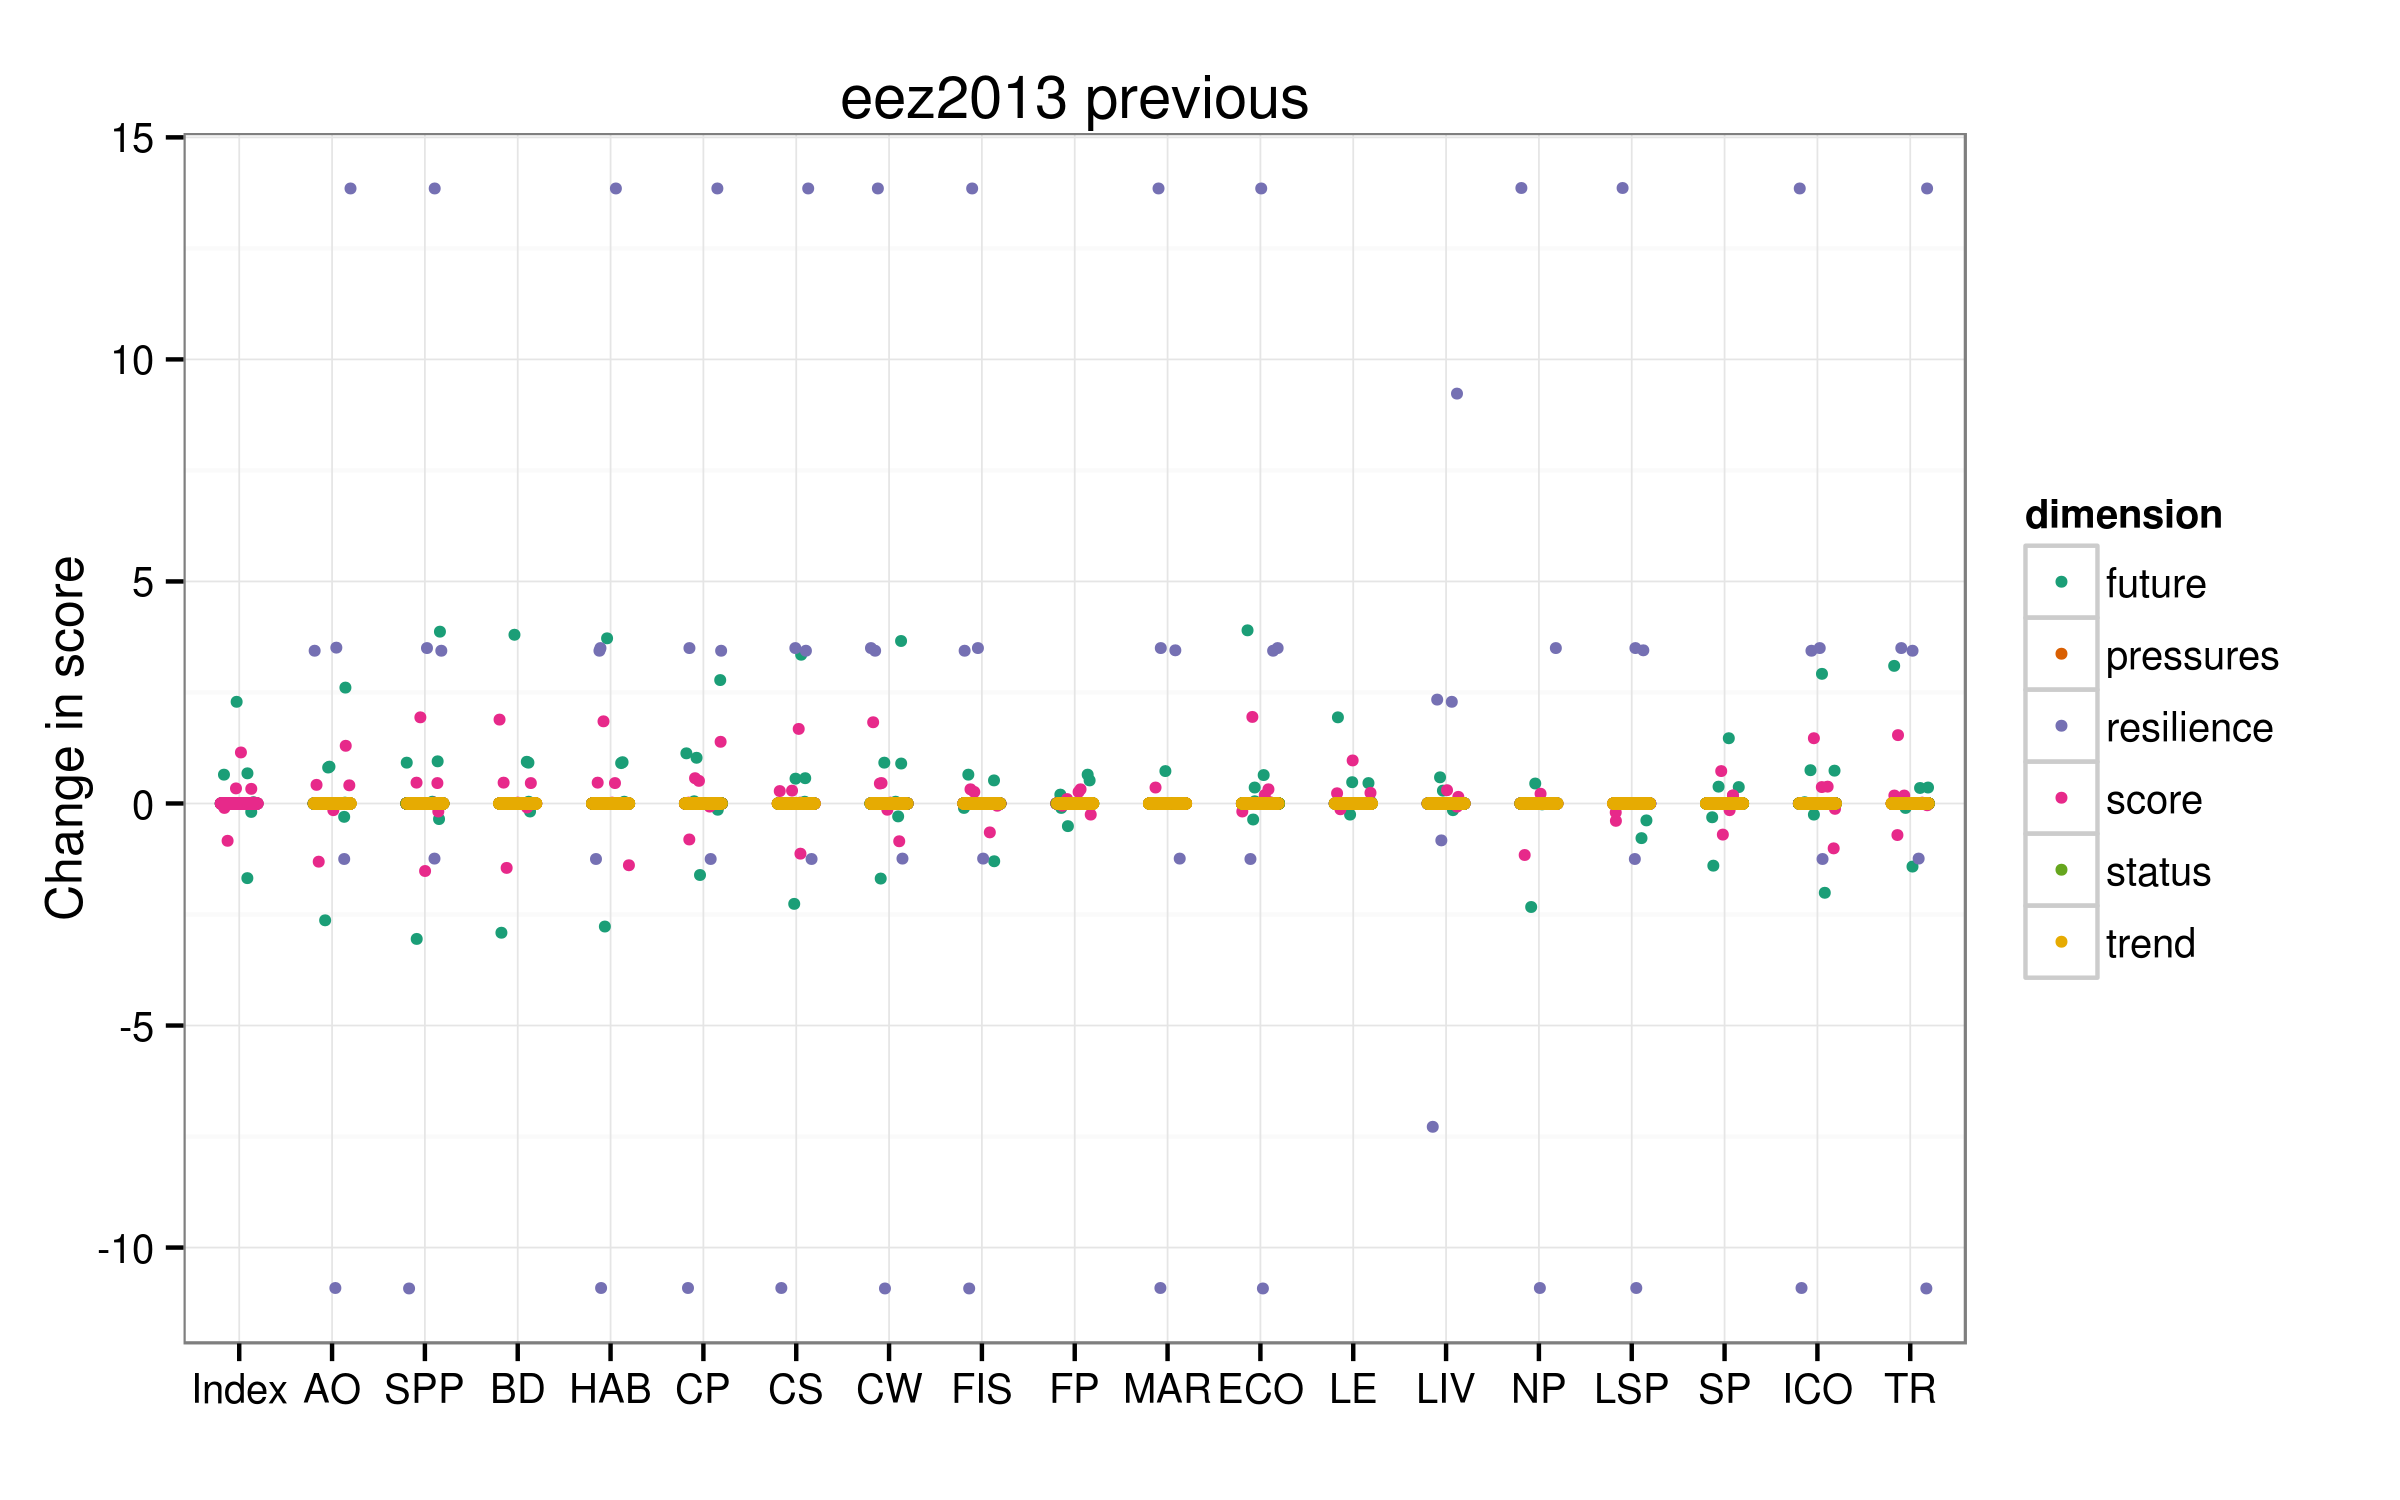 eez2013 previous
15
10
5
0
-5
-10
Change in score
Index AO SPP BD HAB CP CS CW FIS FP MAR ECO LE LIV NP LSP SP ICO TR
dimension
future
pressures
resilience
score
status
trend